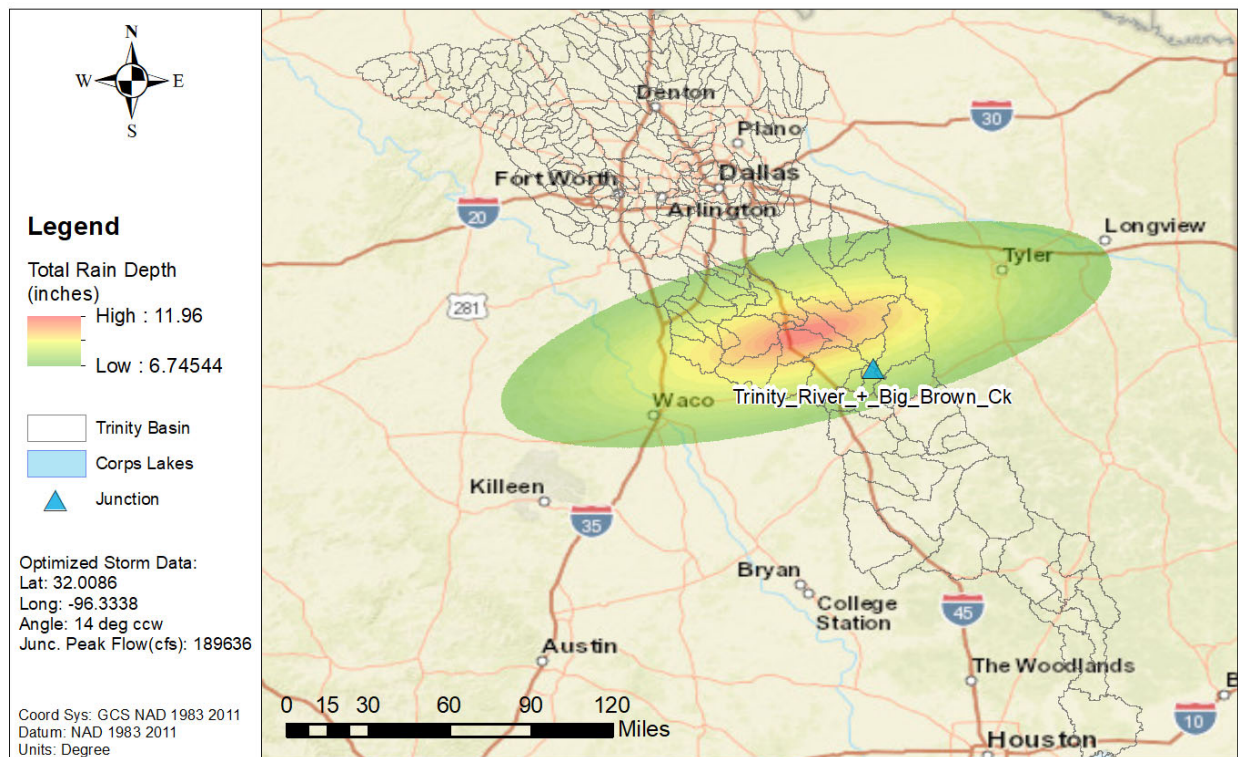 N
W
E
S
Legend
Total Rain Depth
(inches)
High : 11.96
Low : 6.74544
Trinity Basin
Corps Lakes
Junction
Optimized Storm Data:
Lat: 32.0086
Long: -96.3338
Angle: 14 deg ccw
Junc. Peak Flow(cfs): 189636
Coord Sys: GCS NAD 1983 2011
Datum: NAD 1983 2011
Units: Degree
Denton
Plano
30
Dallas
Fort Worth
20
Arlington
Longview
Tyler
281
Trinity_River_+_Big_Brown_Ck
Waco
Killeen
35
Bryan
College
Station
45
Austin
The Woodlands
B
10
Houston
0 15 30 60 90 120
Miles